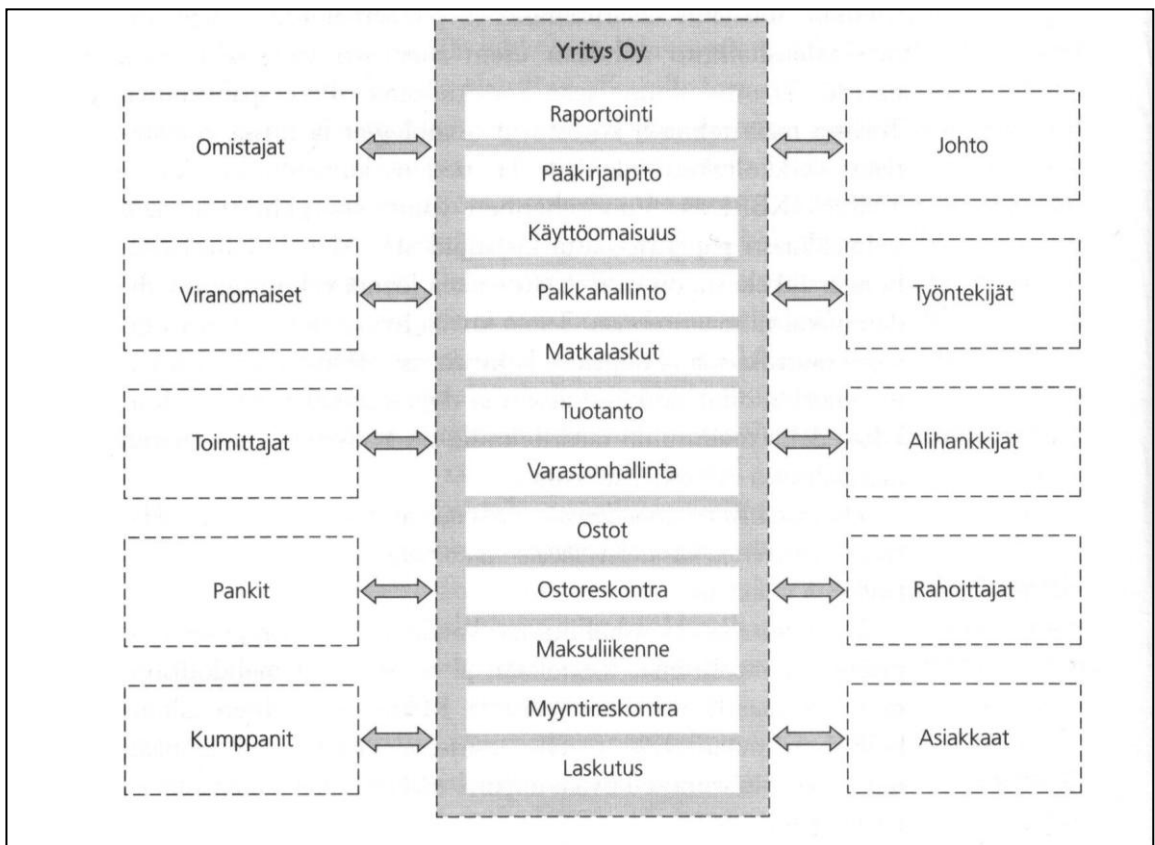 Yritys Oy
Omistajat
Viranomaiset
Toimittajat
Pankit
Kumppanit
Raportointi
Pääkirjanpito
Käyttöomaisuus
Palkkahallinto
Matkalaskut
Tuotanto
Varastonhallinta
Ostot
Ostoreskontra
Maksuliikenne
Myyntireskontra
Laskutus
Johto
Työntekijät
Alihankkijat
Rahoittajat
Asiakkaat